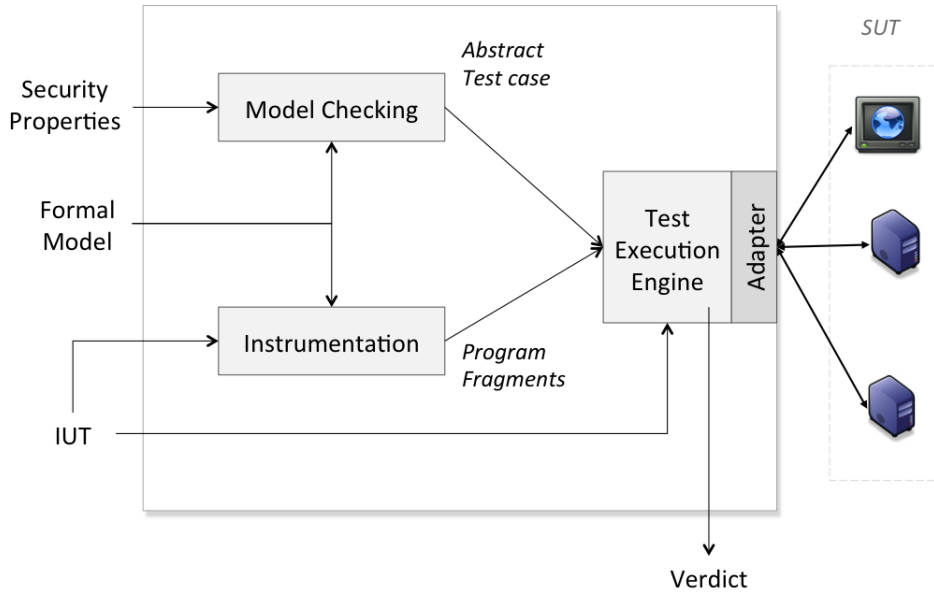 SUT
Abstract
Test case
Security
Properties
Model Checking
Formal
Model
Test
Execution
Engine
Adapter
Instrumentation
Program
Fragments
IUT
Verdict